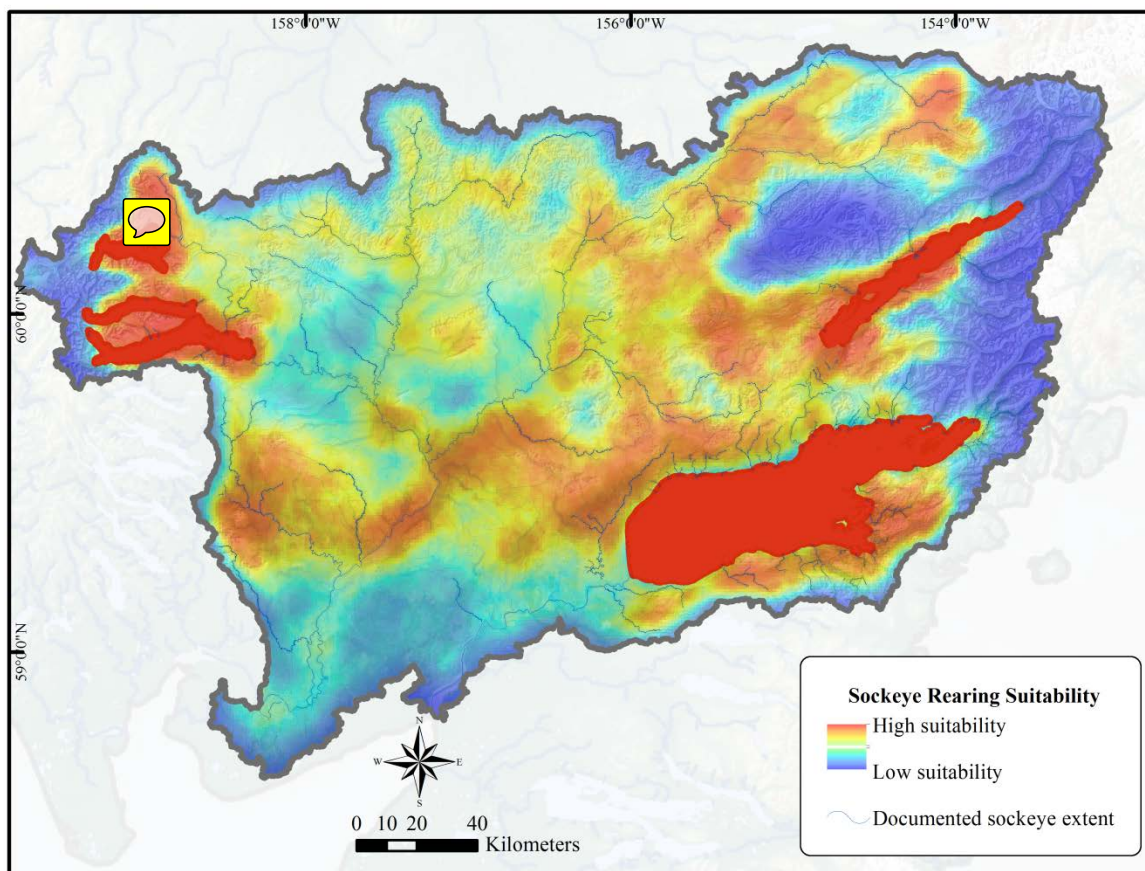 158°0'0"W 156°0'0"W 154°0'0"W
60°0'0"N
59°0'0"N
N
W E
S
0 10 20 40
Kilometers
Sockeye Rearing Suitability
High suitability
Low suitability
Documented sockeye extent